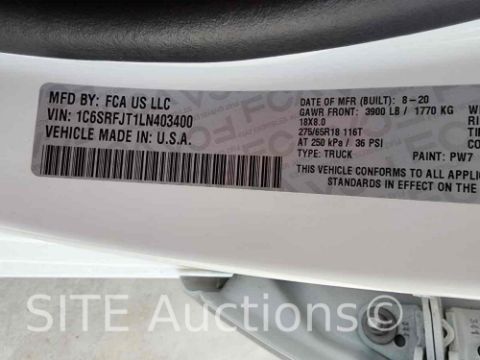 MFD BY: FCA US LLC
VIN: 1C6SRFJT1LN403400
VEHICLE MADE IN U.S.A.
DATE OF MFR (BUILT): 8-20
GAWR FRONT: 3900 LB / 1770 KG
18X8.0
275/65R18 116T
AT 250 kPa / 36 PSI
TYPE: TRUCK PAINT: PW7
THIS VEHICLE CONFORMS TO ALL APPLIC
STANDARDS IN EFFECT ON THE
SITE Auctions.com